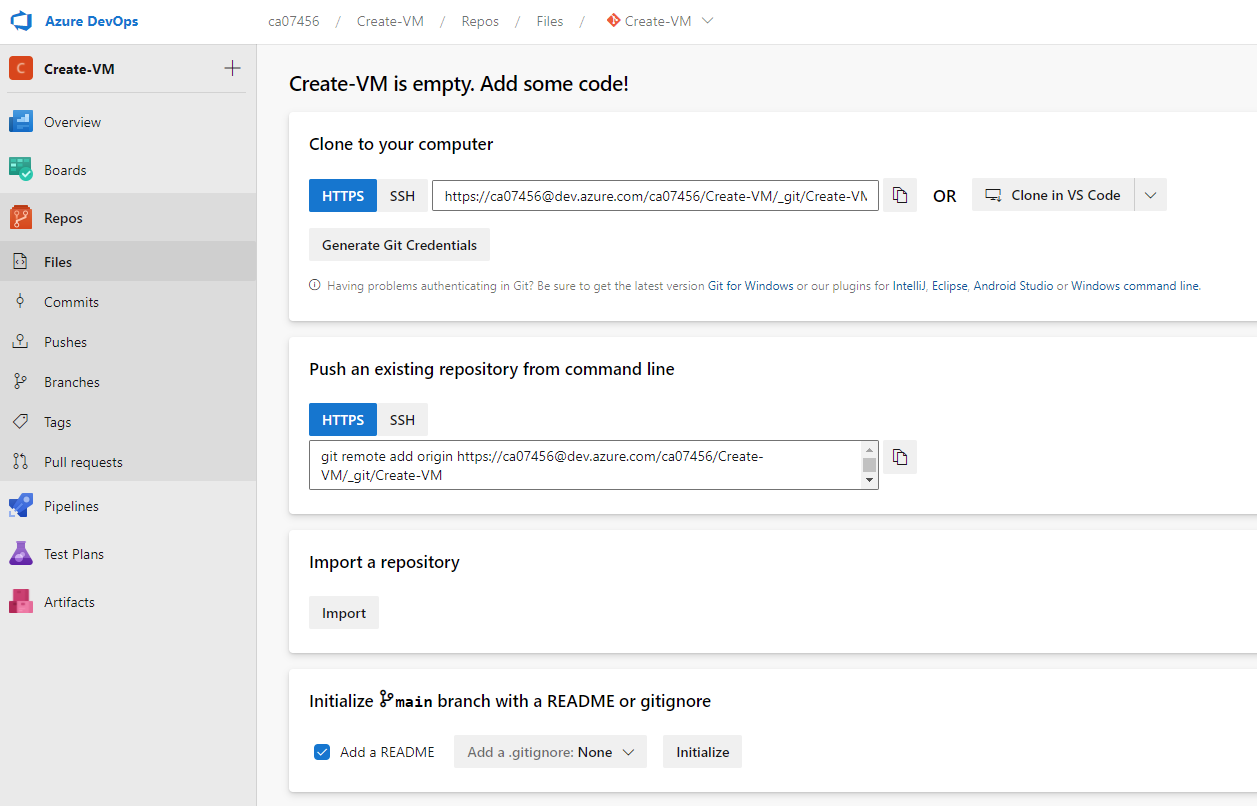 Azure DevOps
ca07456 / Create-VM / Repos / Files / Create-VM
C Create-VM
Overview
Boards
Repos
Files
Commits
Pushes
Branches
Tags
Pull requests
Pipelines
Test Plans
Artifacts
Create-VM is empty. Add some code!
Clone to your computer
HTTPS SSH https://ca07456@dev.azure.com/ca07456/Create-VM/_git/Create-VM OR Clone in VS Code
Generate Git Credentials
Having problems authenticating in Git? Be sure to get the latest version Git for Windows or our plugins for IntelliJ, Eclipse, Android Studio or Windows command line.
Push an existing repository from command line
HTTPS SSH
git remote add origin https://ca07456@dev.azure.com/ca07456/Create-
VM/_git/Create-VM
Import a repository
Import
Initialize main branch with a README or gitignore
Add a README Add a .gitignore: None Initialize